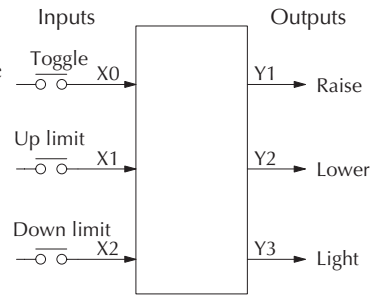 Inputs Outputs
Toggle X0 Y1 Raise
Up limit X1 Y2 Lower
Down limit X2 Y3 Light